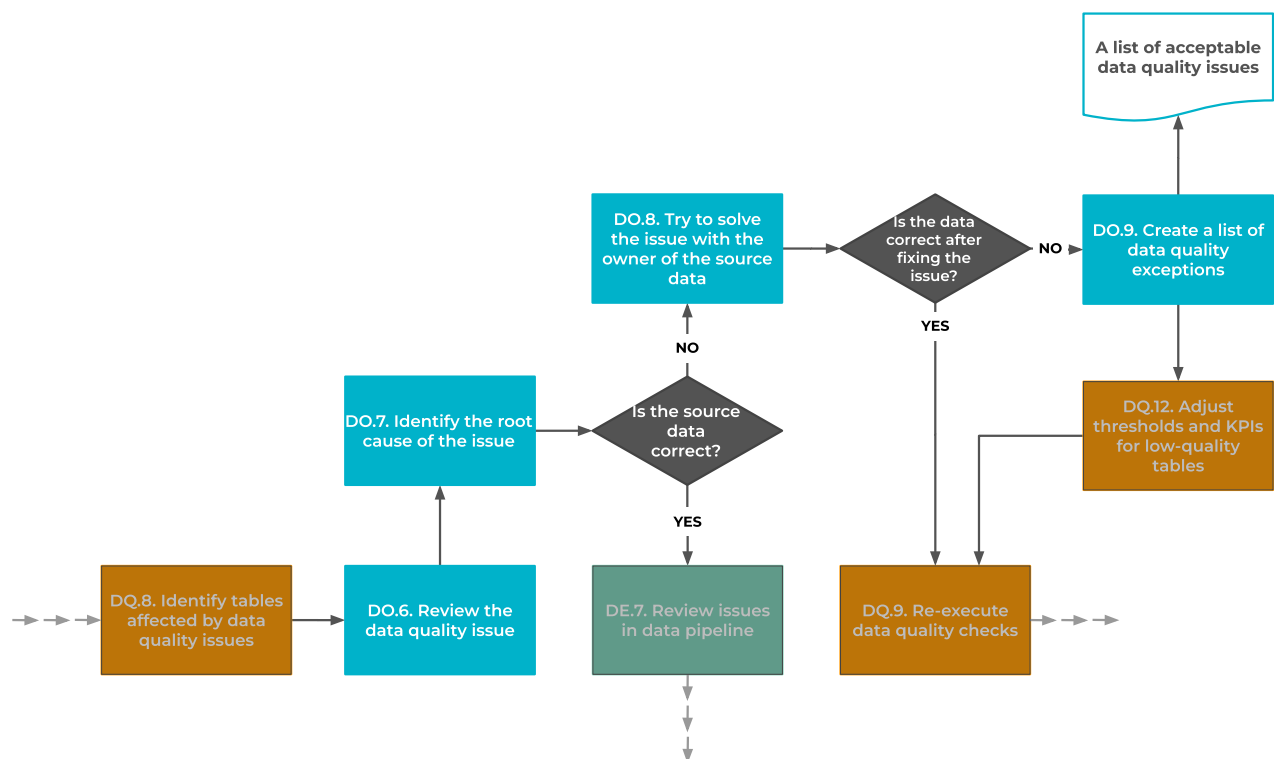 A list of acceptable
data quality issues
DO.8. Try to solve
the issue with the
owner of the source
data
Is the data
correct after
fixing the
issue?
NO
DO.9. Create a list of
data quality
exceptions
YES
NO
DO.7. Identify the root
cause of the issue
Is the source
data
correct?
DQ.12. Adjust
thresholds and KPIs
for low-quality
tables
YES
DQ.8. Identify tables
affected by data
quality issues
DO.6. Review the
data quality issue
DE.7. Review issues
in data pipeline
DQ.9. Re-execute
data quality checks